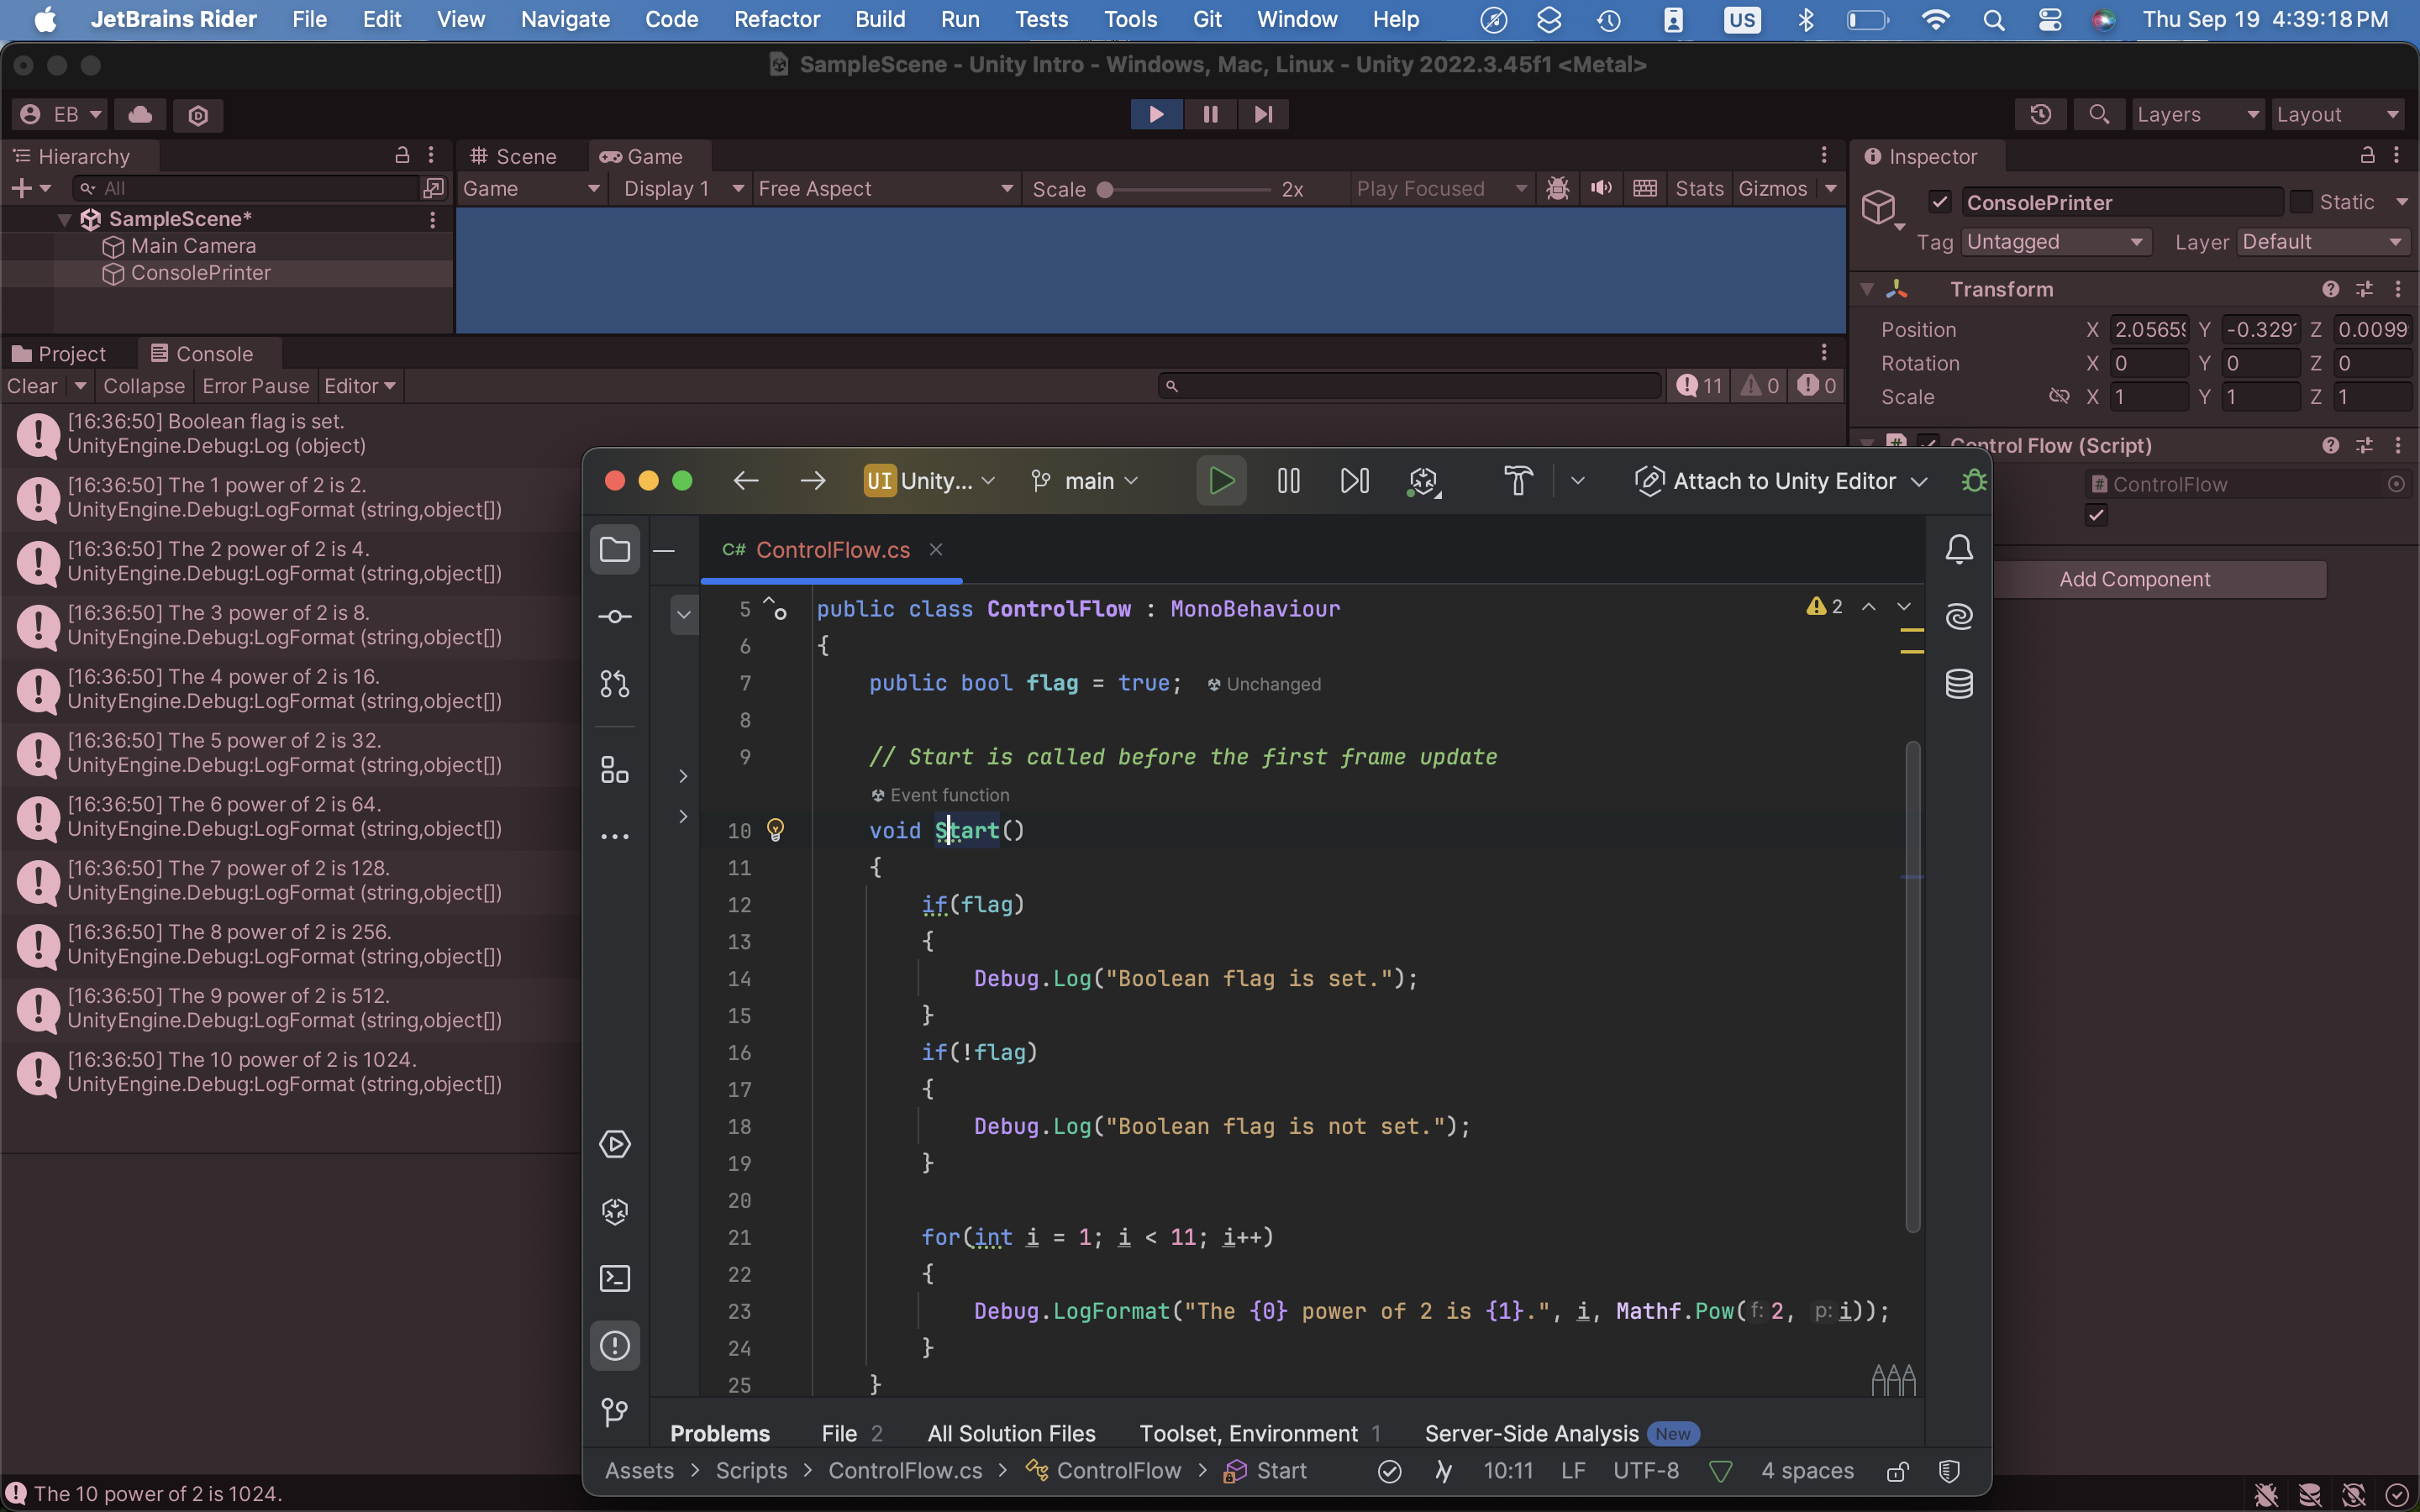 JetBrains Rider File Edit View Navigate Code Refactor Build Run Tests Tools Git Window Help US Thu Sep 19 4:39:18 PM
SampleScene - Unity Intro - Windows, Mac, Linux - Unity 2022.3.45f1 <Metal>
EB Layers Layout
Hierarchy
All
SampleScene*
Main Camera
ConsolePrinter
Scene Game
Game Display 1 Free Aspect Scale 2x Play Focused Stats Gizmos
Inspector
ConsolePrinter Static
Tag Untagged Layer Default
Transform
Position X 2.0565 Y -0.329 Z 0.0099
Rotation X 0 Y 0 Z 0
Scale X 1 Y 1 Z 1
Control Flow (Script)
ControlFlow
Add Component
Project Console
Clear Collapse Error Pause Editor 11 0 0
[16:36:50] Boolean flag is set.
UnityEngine.Debug:Log (object)
[16:36:50] The 1 power of 2 is 2.
UnityEngine.Debug:LogFormat (string,object[])
[16:36:50] The 2 power of 2 is 4.
UnityEngine.Debug:LogFormat (string,object[])
[16:36:50] The 3 power of 2 is 8.
UnityEngine.Debug:LogFormat (string,object[])
[16:36:50] The 4 power of 2 is 16.
UnityEngine.Debug:LogFormat (string,object[])
[16:36:50] The 5 power of 2 is 32.
UnityEngine.Debug:LogFormat (string,object[])
[16:36:50] The 6 power of 2 is 64.
UnityEngine.Debug:LogFormat (string,object[])
[16:36:50] The 7 power of 2 is 128.
UnityEngine.Debug:LogFormat (string,object[])
[16:36:50] The 8 power of 2 is 256.
UnityEngine.Debug:LogFormat (string,object[])
[16:36:50] The 9 power of 2 is 512.
UnityEngine.Debug:LogFormat (string,object[])
[16:36:50] The 10 power of 2 is 1024.
UnityEngine.Debug:LogFormat (string,object[])
The 10 power of 2 is 1024.
UI Unity... main Attach to Unity Editor
C# ControlFlow.cs
5 public class ControlFlow : MonoBehaviour 2
6 {
7 public bool flag = true; Unchanged
8
9 // Start is called before the first frame update
Event function
10 void Start()
11 {
12 if(flag)
13 {
14 Debug.Log("Boolean flag is set.");
15 }
16 if(!flag)
17 {
18 Debug.Log("Boolean flag is not set.");
19 }
20
21 for(int i = 1; i < 11; i++)
22 {
23 Debug.LogFormat("The {0} power of 2 is {1}.", i, Mathf.Pow(f:2, p:i));
24 }
25 }
Problems File 2 All Solution Files Toolset, Environment 1 Server-Side Analysis New
Assets > Scripts > ControlFlow.cs > ControlFlow > Start 10:11 LF UTF-8 4 spaces